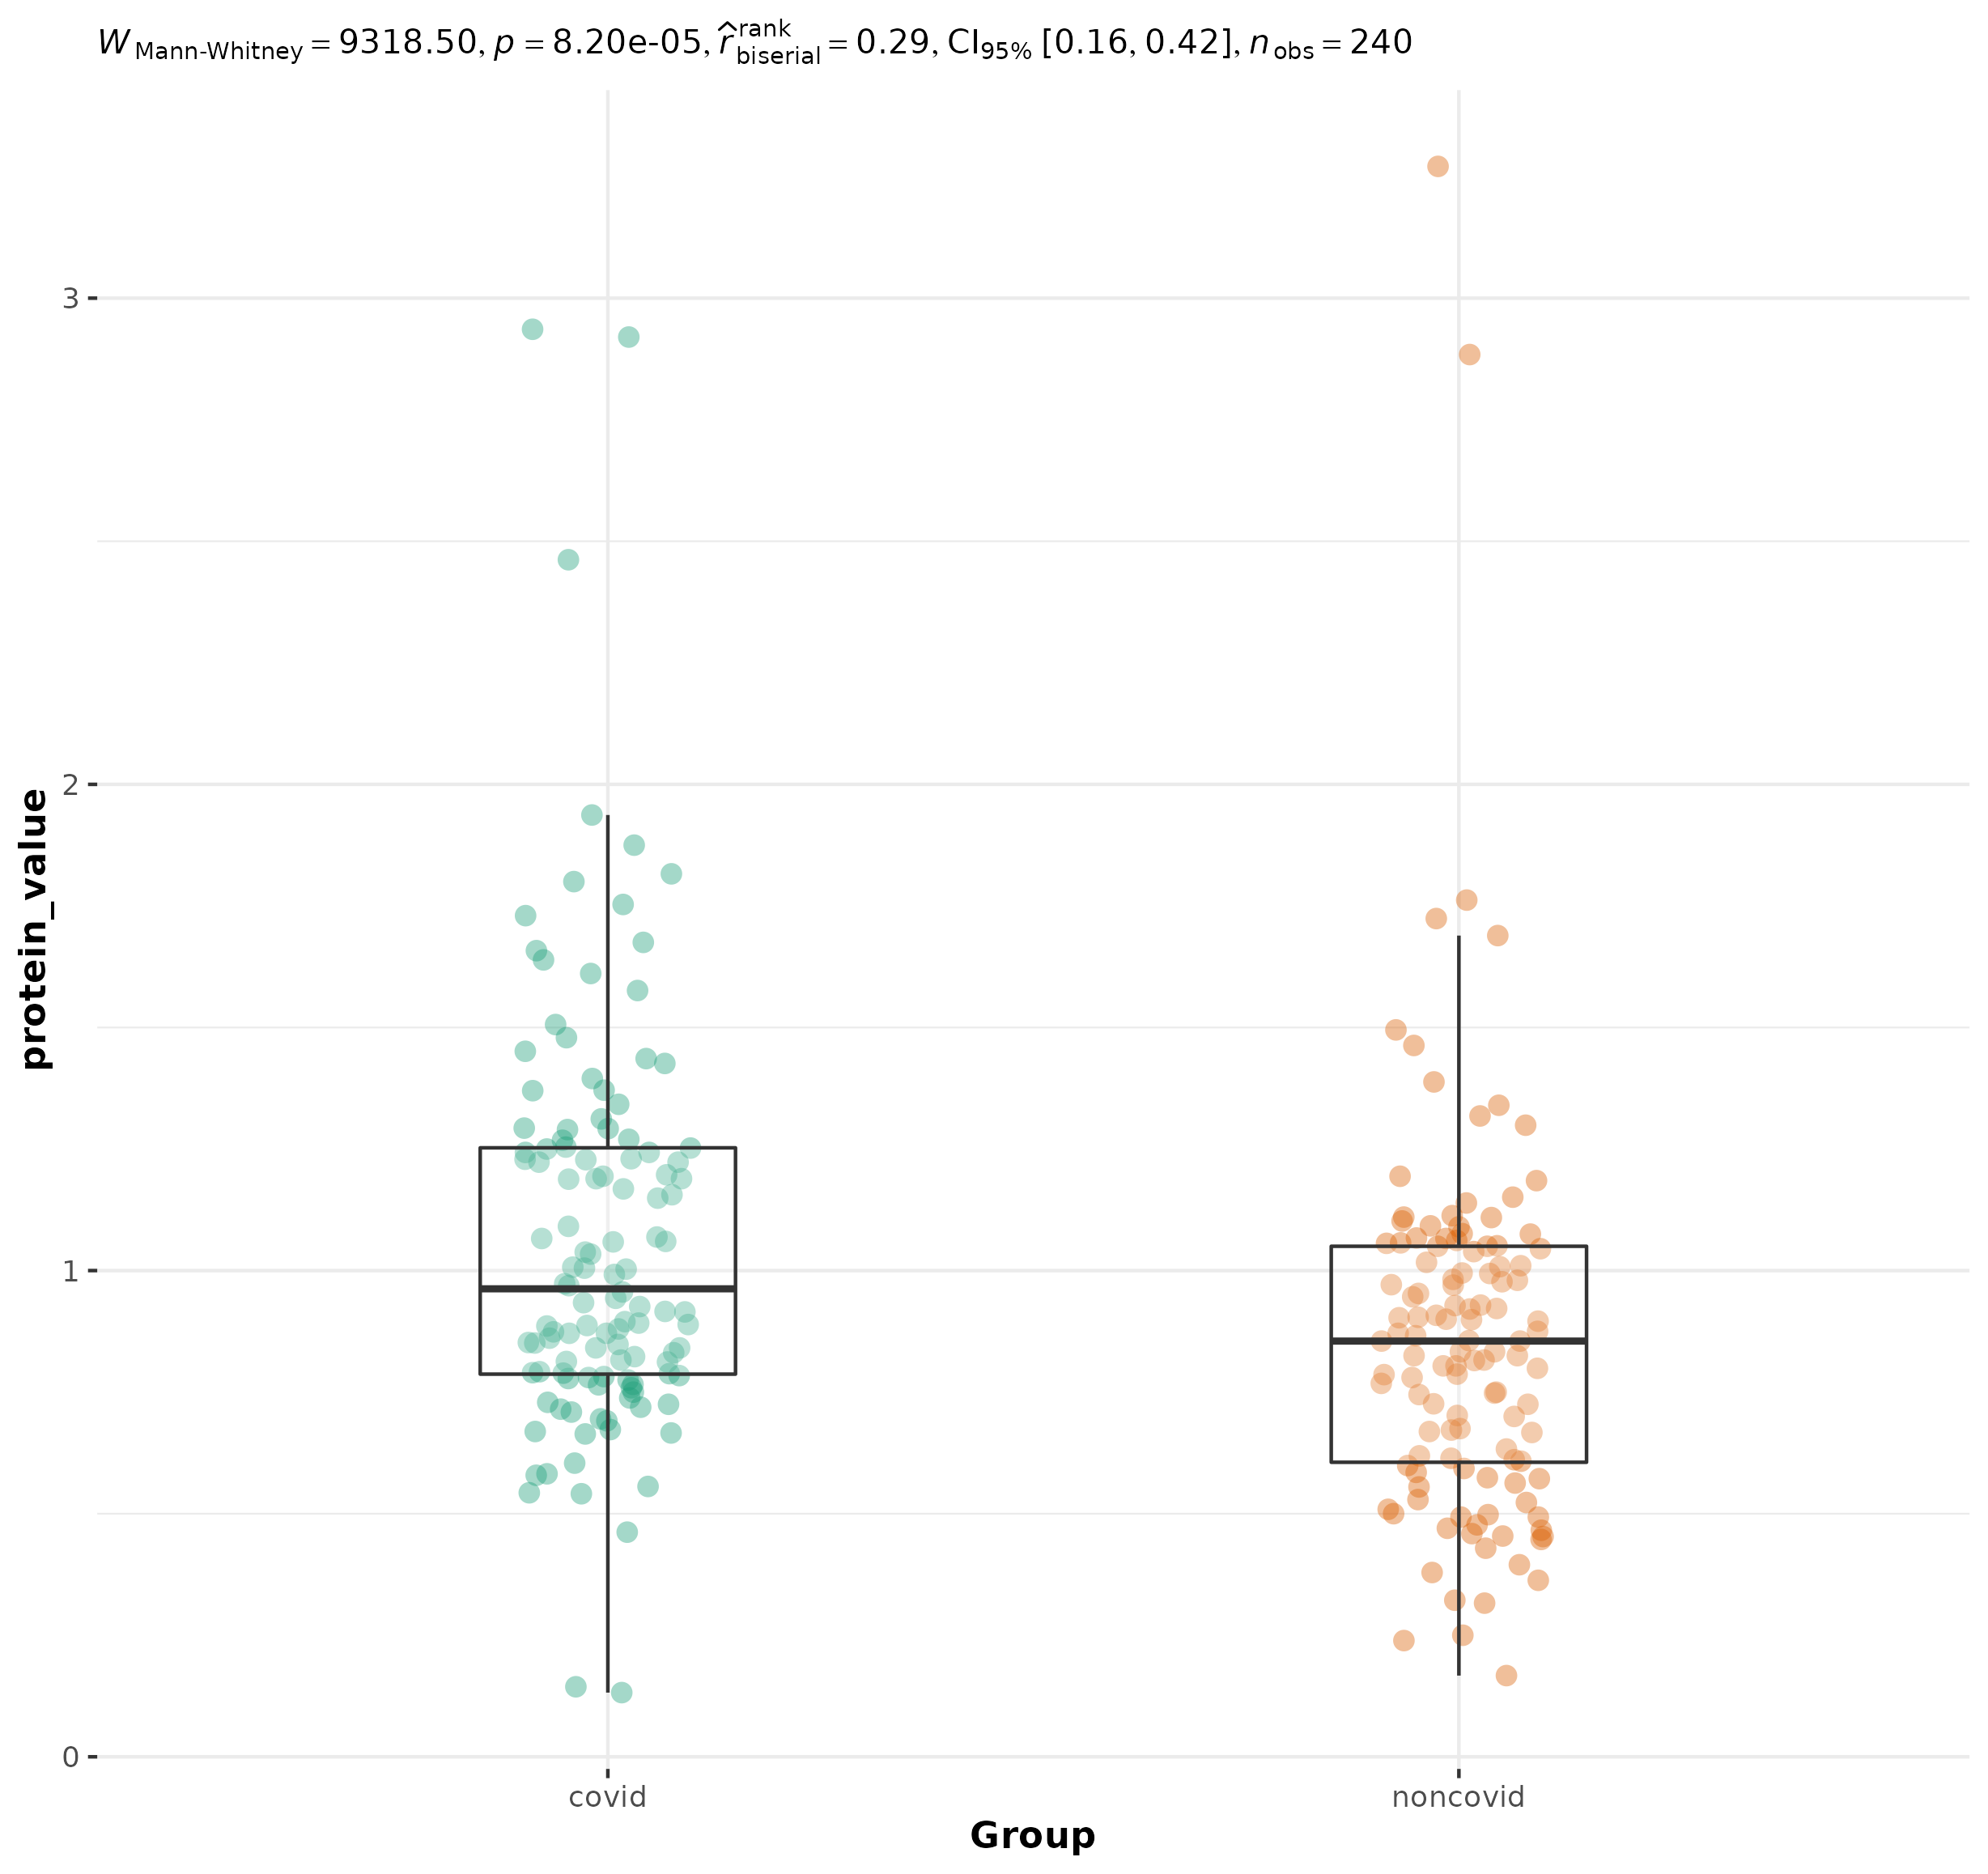 W Mann-Whitney = 9318.50, p = 8.20e-05, r̂ rank biserial = 0.29, CI95% [0.16, 0.42], nobs = 240
3
2
1
0
protein_value
covid noncovid
Group